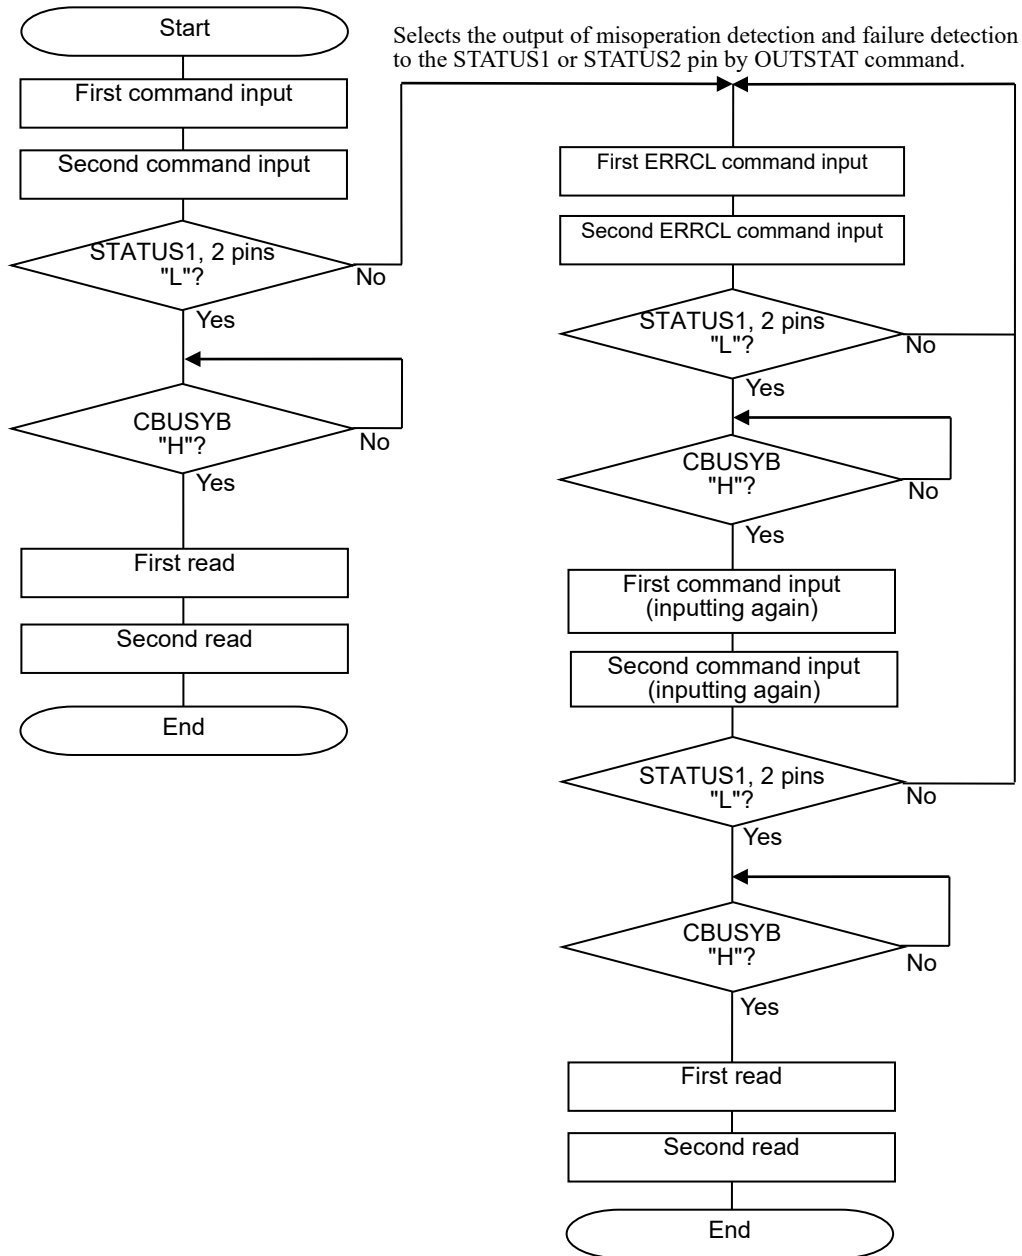 Start
First command input
Second command input
STATUS1, 2 pins
"L"?
No
Yes
CBUSYB
"H"?
No
Yes
First read
Second read
End
Selects the output of misoperation detection and failure detection
to the STATUS1 or STATUS2 pin by OUTSTAT command.
First ERRCL command input
Second ERRCL command input
STATUS1, 2 pins
"L"?
No
Yes
CBUSYB
"H"?
No
Yes
First command input
(inputting again)
Second command input
(inputting again)
STATUS1, 2 pins
"L"?
No
Yes
CBUSYB
"H"?
No
Yes
First read
Second read
End